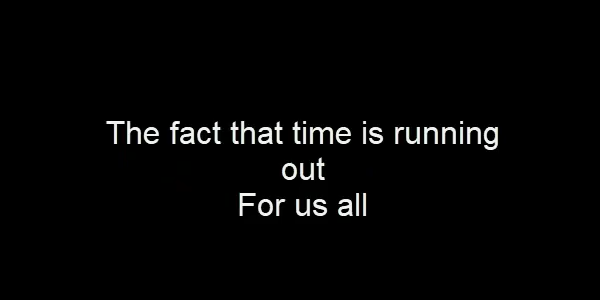 The fact that time is running
out
For us all